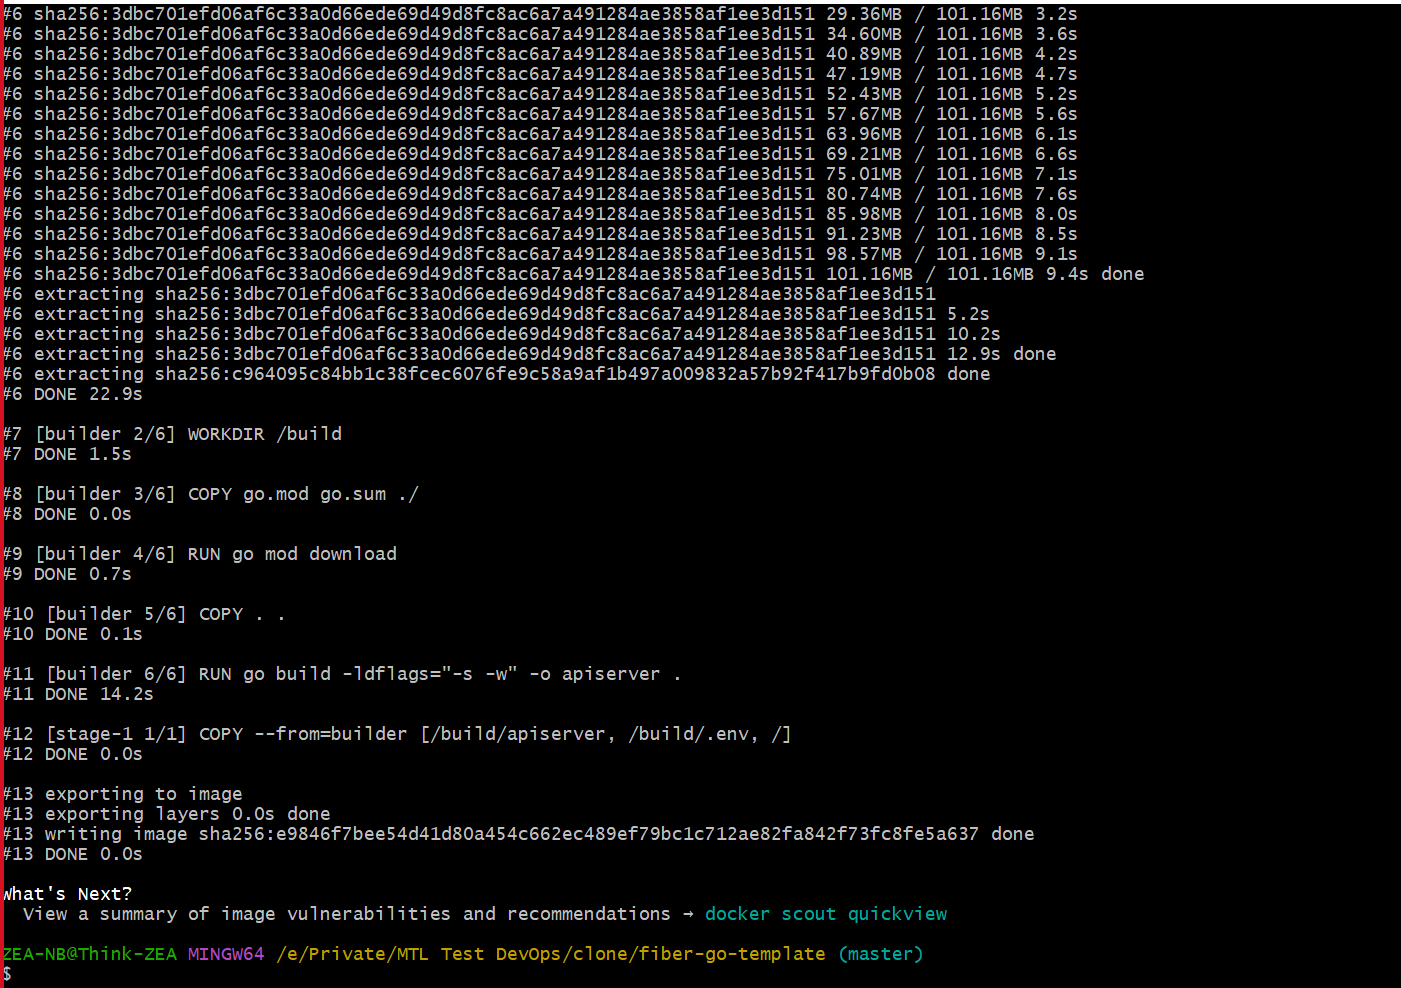 #6 sha256:3dbc701efd06af6c33a0d66ede69d49d8fc8ac6a7a491284ae3858af1ee3d151 29.36MB / 101.16MB 3.2s
#6 sha256:3dbc701efd06af6c33a0d66ede69d49d8fc8ac6a7a491284ae3858af1ee3d151 34.60MB / 101.16MB 3.6s
#6 sha256:3dbc701efd06af6c33a0d66ede69d49d8fc8ac6a7a491284ae3858af1ee3d151 40.89MB / 101.16MB 4.2s
#6 sha256:3dbc701efd06af6c33a0d66ede69d49d8fc8ac6a7a491284ae3858af1ee3d151 47.19MB / 101.16MB 4.7s
#6 sha256:3dbc701efd06af6c33a0d66ede69d49d8fc8ac6a7a491284ae3858af1ee3d151 52.43MB / 101.16MB 5.2s
#6 sha256:3dbc701efd06af6c33a0d66ede69d49d8fc8ac6a7a491284ae3858af1ee3d151 57.67MB / 101.16MB 5.6s
#6 sha256:3dbc701efd06af6c33a0d66ede69d49d8fc8ac6a7a491284ae3858af1ee3d151 63.96MB / 101.16MB 6.1s
#6 sha256:3dbc701efd06af6c33a0d66ede69d49d8fc8ac6a7a491284ae3858af1ee3d151 69.21MB / 101.16MB 6.6s
#6 sha256:3dbc701efd06af6c33a0d66ede69d49d8fc8ac6a7a491284ae3858af1ee3d151 75.01MB / 101.16MB 7.1s
#6 sha256:3dbc701efd06af6c33a0d66ede69d49d8fc8ac6a7a491284ae3858af1ee3d151 80.74MB / 101.16MB 7.6s
#6 sha256:3dbc701efd06af6c33a0d66ede69d49d8fc8ac6a7a491284ae3858af1ee3d151 85.98MB / 101.16MB 8.0s
#6 sha256:3dbc701efd06af6c33a0d66ede69d49d8fc8ac6a7a491284ae3858af1ee3d151 91.23MB / 101.16MB 8.5s
#6 sha256:3dbc701efd06af6c33a0d66ede69d49d8fc8ac6a7a491284ae3858af1ee3d151 98.57MB / 101.16MB 9.1s
#6 sha256:3dbc701efd06af6c33a0d66ede69d49d8fc8ac6a7a491284ae3858af1ee3d151 101.16MB / 101.16MB 9.4s done
#6 extracting sha256:3dbc701efd06af6c33a0d66ede69d49d8fc8ac6a7a491284ae3858af1ee3d151
#6 extracting sha256:3dbc701efd06af6c33a0d66ede69d49d8fc8ac6a7a491284ae3858af1ee3d151 5.2s
#6 extracting sha256:3dbc701efd06af6c33a0d66ede69d49d8fc8ac6a7a491284ae3858af1ee3d151 10.2s
#6 extracting sha256:3dbc701efd06af6c33a0d66ede69d49d8fc8ac6a7a491284ae3858af1ee3d151 12.9s done
#6 extracting sha256:c964095c84bb1c38fcec6076fe9c58a9af1b497a009832a57b92f417b9fd0b08 done
#6 DONE 22.9s
#7 [builder 2/6] WORKDIR /build
#7 DONE 1.5s
#8 [builder 3/6] COPY go.mod go.sum ./
#8 DONE 0.0s
#9 [builder 4/6] RUN go mod download
#9 DONE 0.7s
#10 [builder 5/6] COPY . .
#10 DONE 0.1s
#11 [builder 6/6] RUN go build -ldflags="-s -w" -o apiserver .
#11 DONE 14.2s
#12 [stage-1 1/1] COPY --from=builder [/build/apiserver, /build/.env, /]
#12 DONE 0.0s
#13 exporting to image
#13 exporting layers 0.0s done
#13 writing image sha256:e9846f7bee54d41d80a454c662ec489ef79bc1c712ae82fa842f73fc8fe5a637 done
#13 DONE 0.0s
What's Next?
View a summary of image vulnerabilities and recommendations → docker scout quickview
ZEA-NB@Think-ZEA MINGW64 /e/Private/MTL Test DevOps/clone/fiber-go-template (master)
$